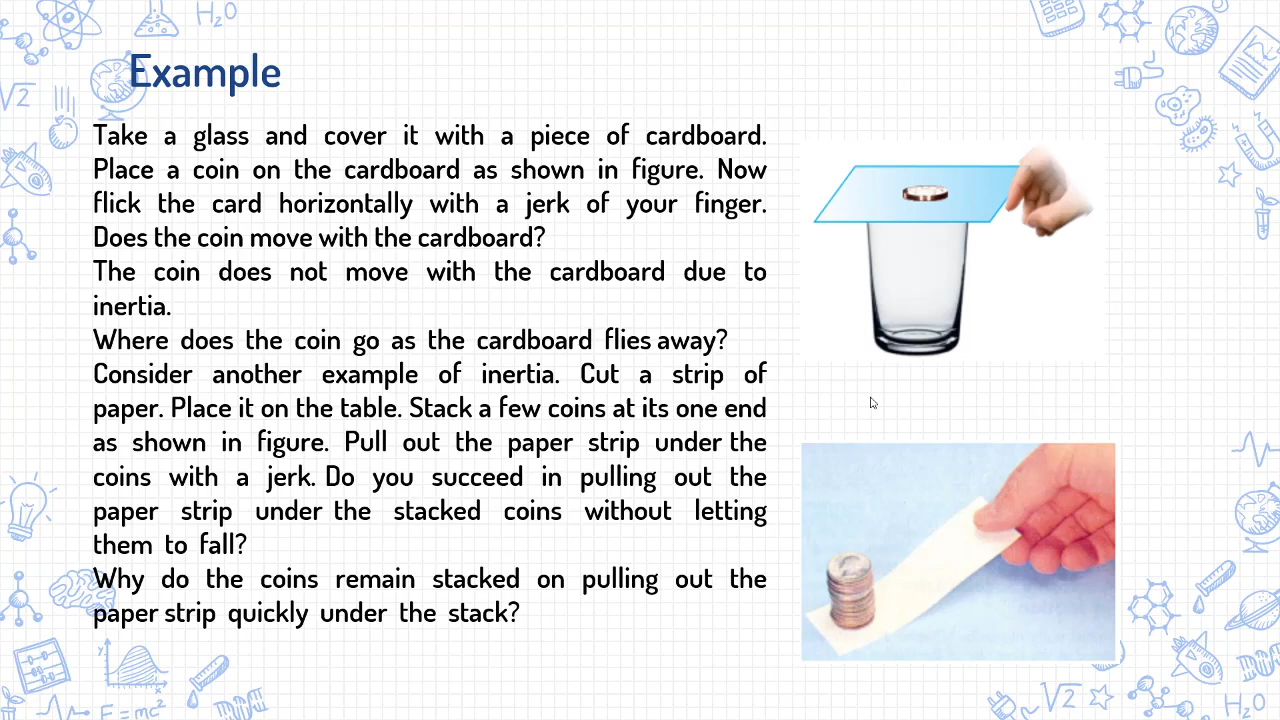 H₂O
Example
√2
Take a glass and cover it with a piece of cardboard.
Place a coin on the cardboard as shown in figure. Now
flick the card horizontally with a jerk of your finger.
Does the coin move with the cardboard?
The coin does not move with the cardboard due to
inertia.
Where does the coin go as the cardboard flies away?
Consider another example of inertia. Cut a strip of
paper. Place it on the table. Stack a few coins at its one end
as shown in figure. Pull out the paper strip under the
coins with a jerk. Do you succeed in pulling out the
paper strip under the stacked coins without letting
them to fall?
Why do the coins remain stacked on pulling out the
paper strip quickly under the stack?
y
x
E=mc²
√2
H₂O